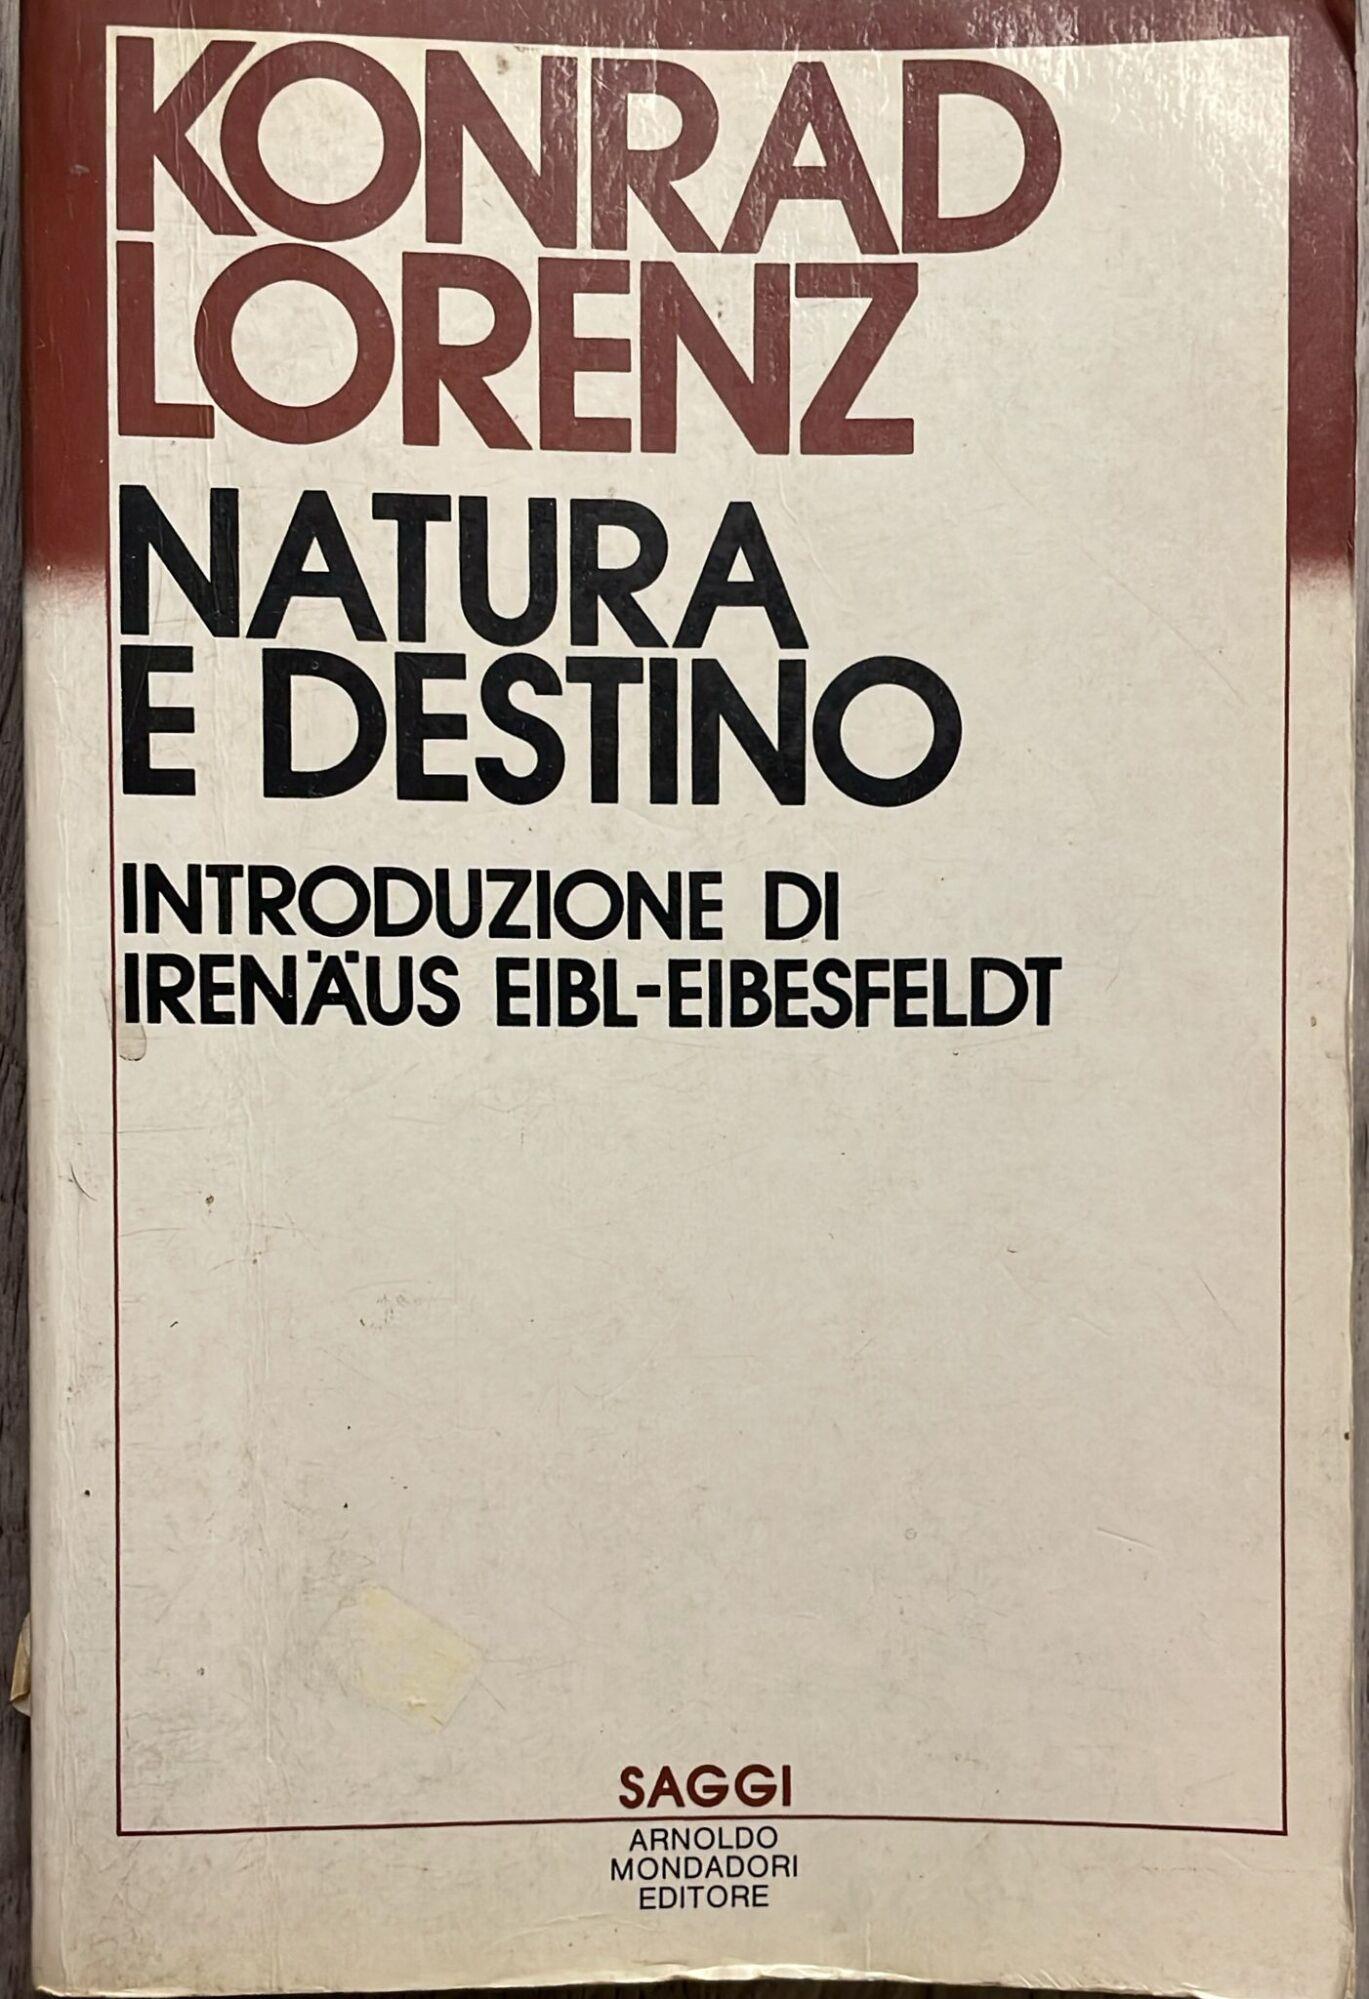 KONRAD
LORENZ
NATURA
E DESTINO
INTRODUZIONE DI
IRENÄUS EIBL-EIBESFELDT
SAGGI
ARNOLDO
MONDADORI
EDITORE